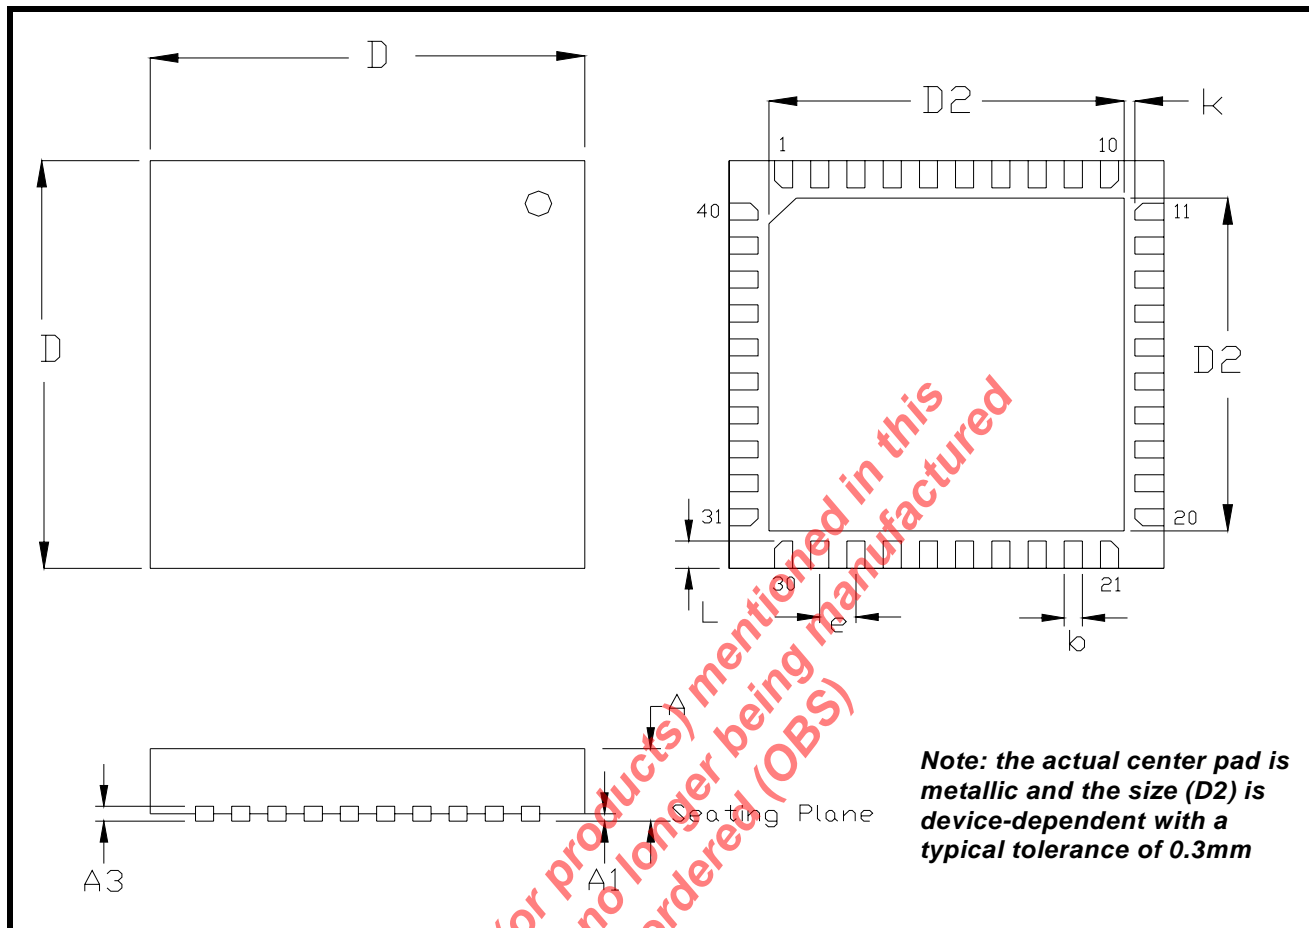 D
D2
k
1
10
40
11
D
D2
31
20
30
21
L
e
b
A
Seating Plane
A3
A1
Note: the actual center pad is
metallic and the size (D2) is
device-dependent with a
typical tolerance of 0.3mm
(or products) mentioned in this
no longer being manufactured
ordered (OBS)